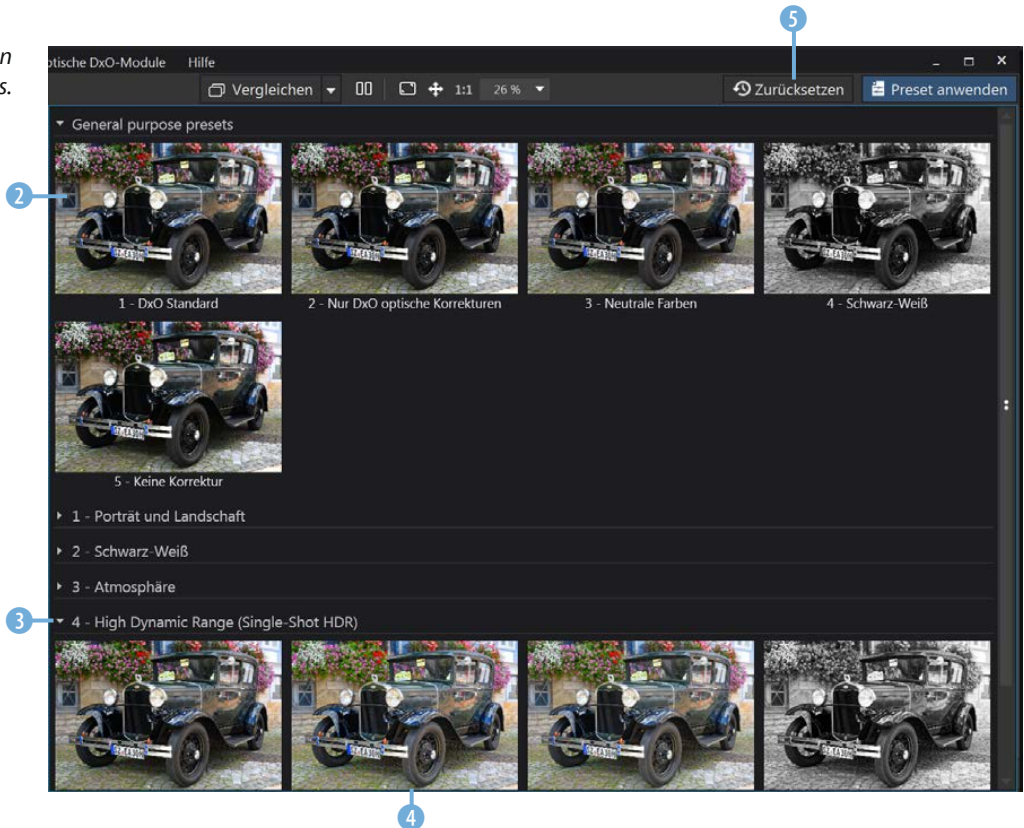 5
n
s.
ptische DxO-Module Hilfe
Vergleichen 1:1 26 % Zurücksetzen Preset anwenden
General purpose presets
2
1 - DxO Standard 2 - Nur DxO optische Korrekturen 3 - Neutrale Farben 4 - Schwarz-Weiß
5 - Keine Korrektur
1 - Porträt und Landschaft
2 - Schwarz-Weiß
3 - Atmosphäre
3
4 - High Dynamic Range (Single-Shot HDR)
4